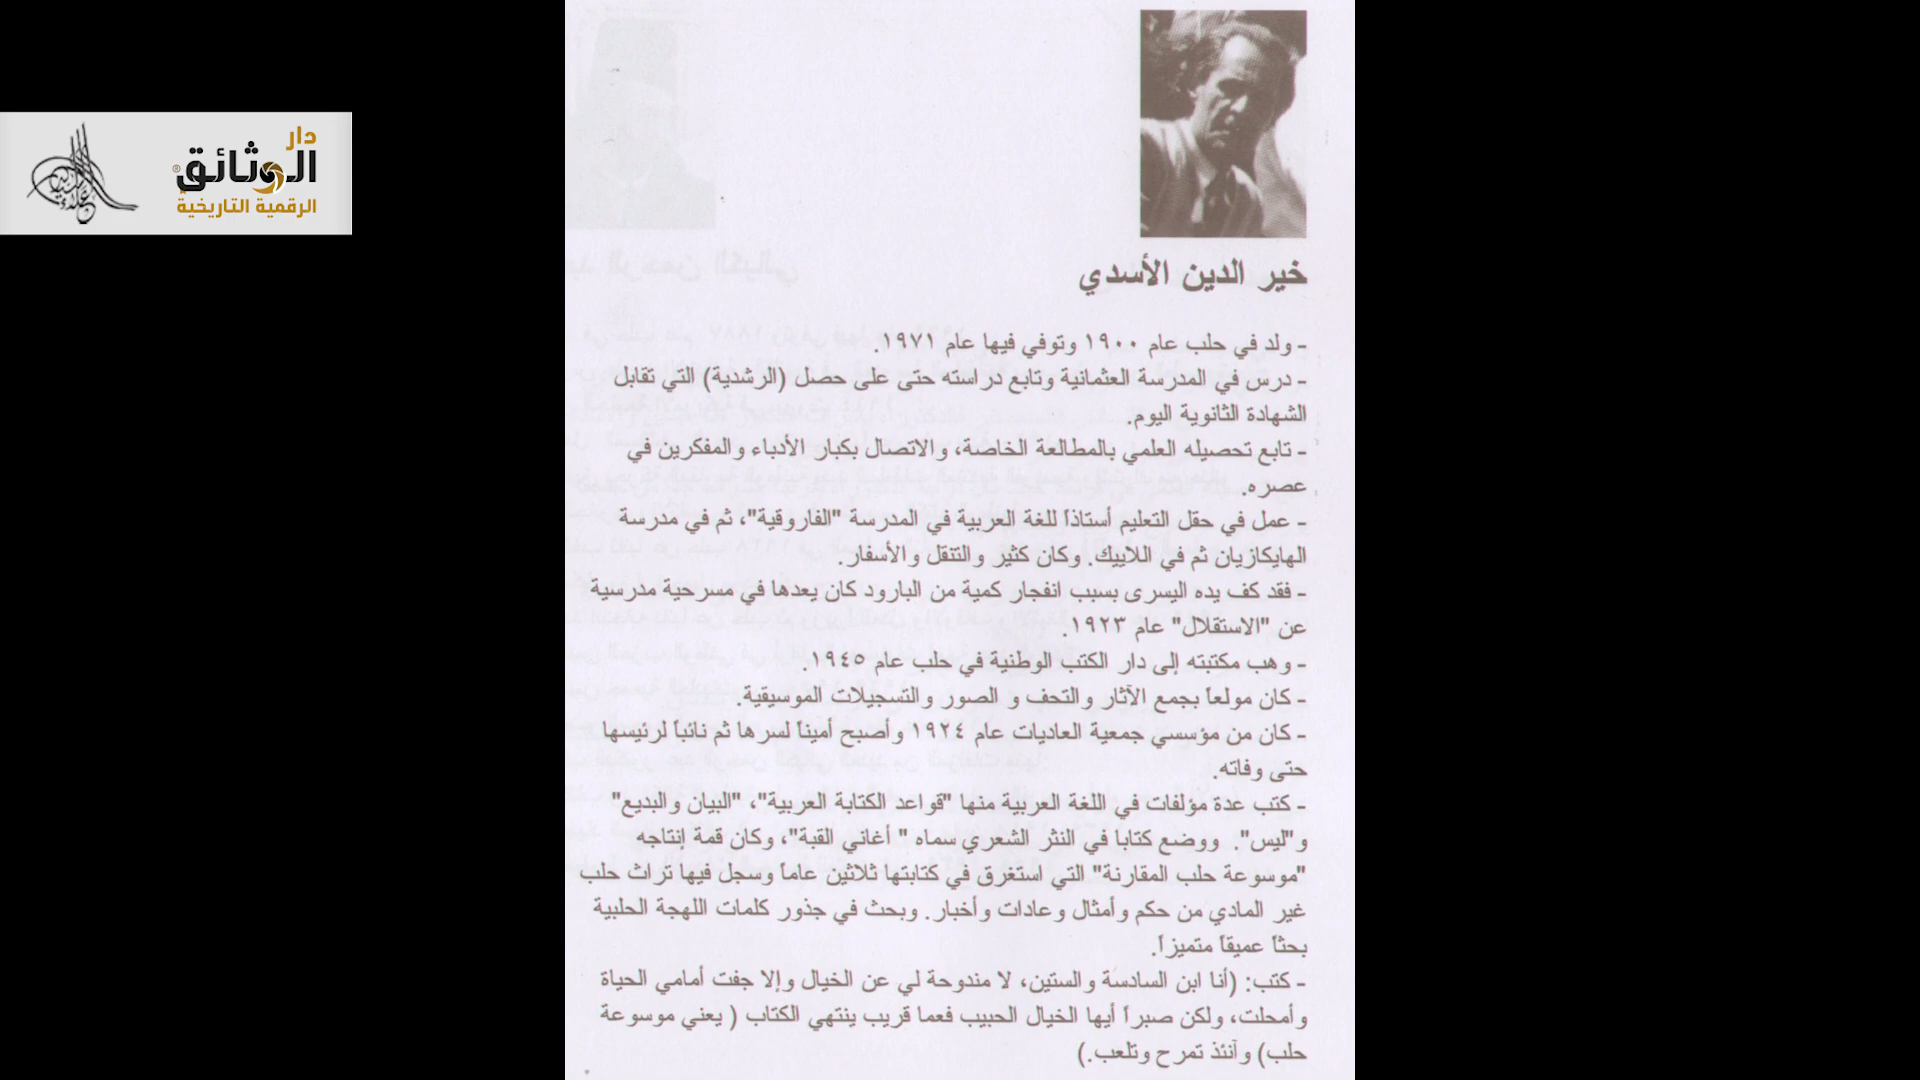 دار
الوثائق
الرقمية التاريخية
خير الدين الأسدي
- ولد في حلب عام ١٩٠٠ وتوفي فيها عام ١٩٧١.
- درس في المدرسة العثمانية وتابع دراسته حتى على حصل (الرشدية) التي تقابل
الشهادة الثانوية اليوم.
- تابع تحصيله العلمي بالمطالعة الخاصة، والاتصال بكبار الأدباء والمفكرين في
عصره.
- عمل في حقل التعليم أستاذاً للغة العربية في المدرسة "الفاروقية"، ثم في مدرسة
الهايكازيان ثم في اللاييك. وكان كثير والتنقل والأسفار.
- فقد كف يده اليسرى بسبب انفجار كمية من البارود كان يعدها في مسرحية مدرسية
عن "الاستقلال" عام ١٩٢٣.
- وهب مكتبته إلى دار الكتب الوطنية في حلب عام ١٩٤٥.
- كان مولعاً بجمع الآثار والتحف و الصور والتسجيلات الموسيقية.
- كان من مؤسسي جمعية العاديات عام ١٩٢٤ وأصبح أميناً لسرها ثم نائباً لرئيسها
حتى وفاته.
- كتب عدة مؤلفات في اللغة العربية منها "قواعد الكتابة العربية"، "البيان والبديع"
و"ليس". ووضع كتابا في النثر الشعري سماه " أغاني القبة"، وكان قمة إنتاجه
"موسوعة حلب المقارنة" التي استغرق في كتابتها ثلاثين عاماً وسجل فيها تراث حلب
غير المادي من حكم وأمثال وعادات وأخبار. وبحث في جذور كلمات اللهجة الحلبية
بحثاً عميقاً متميزاً.
- كتب: (أنا ابن السادسة والستين، لا مندوحة لي عن الخيال وإلا جفت أمامي الحياة
وأمحلت، ولكن صبراً أيها الخيال الحبيب فعما قريب ينتهي الكتاب ( يعني موسوعة
حلب) وآنئذ تمرح وتلعب.)